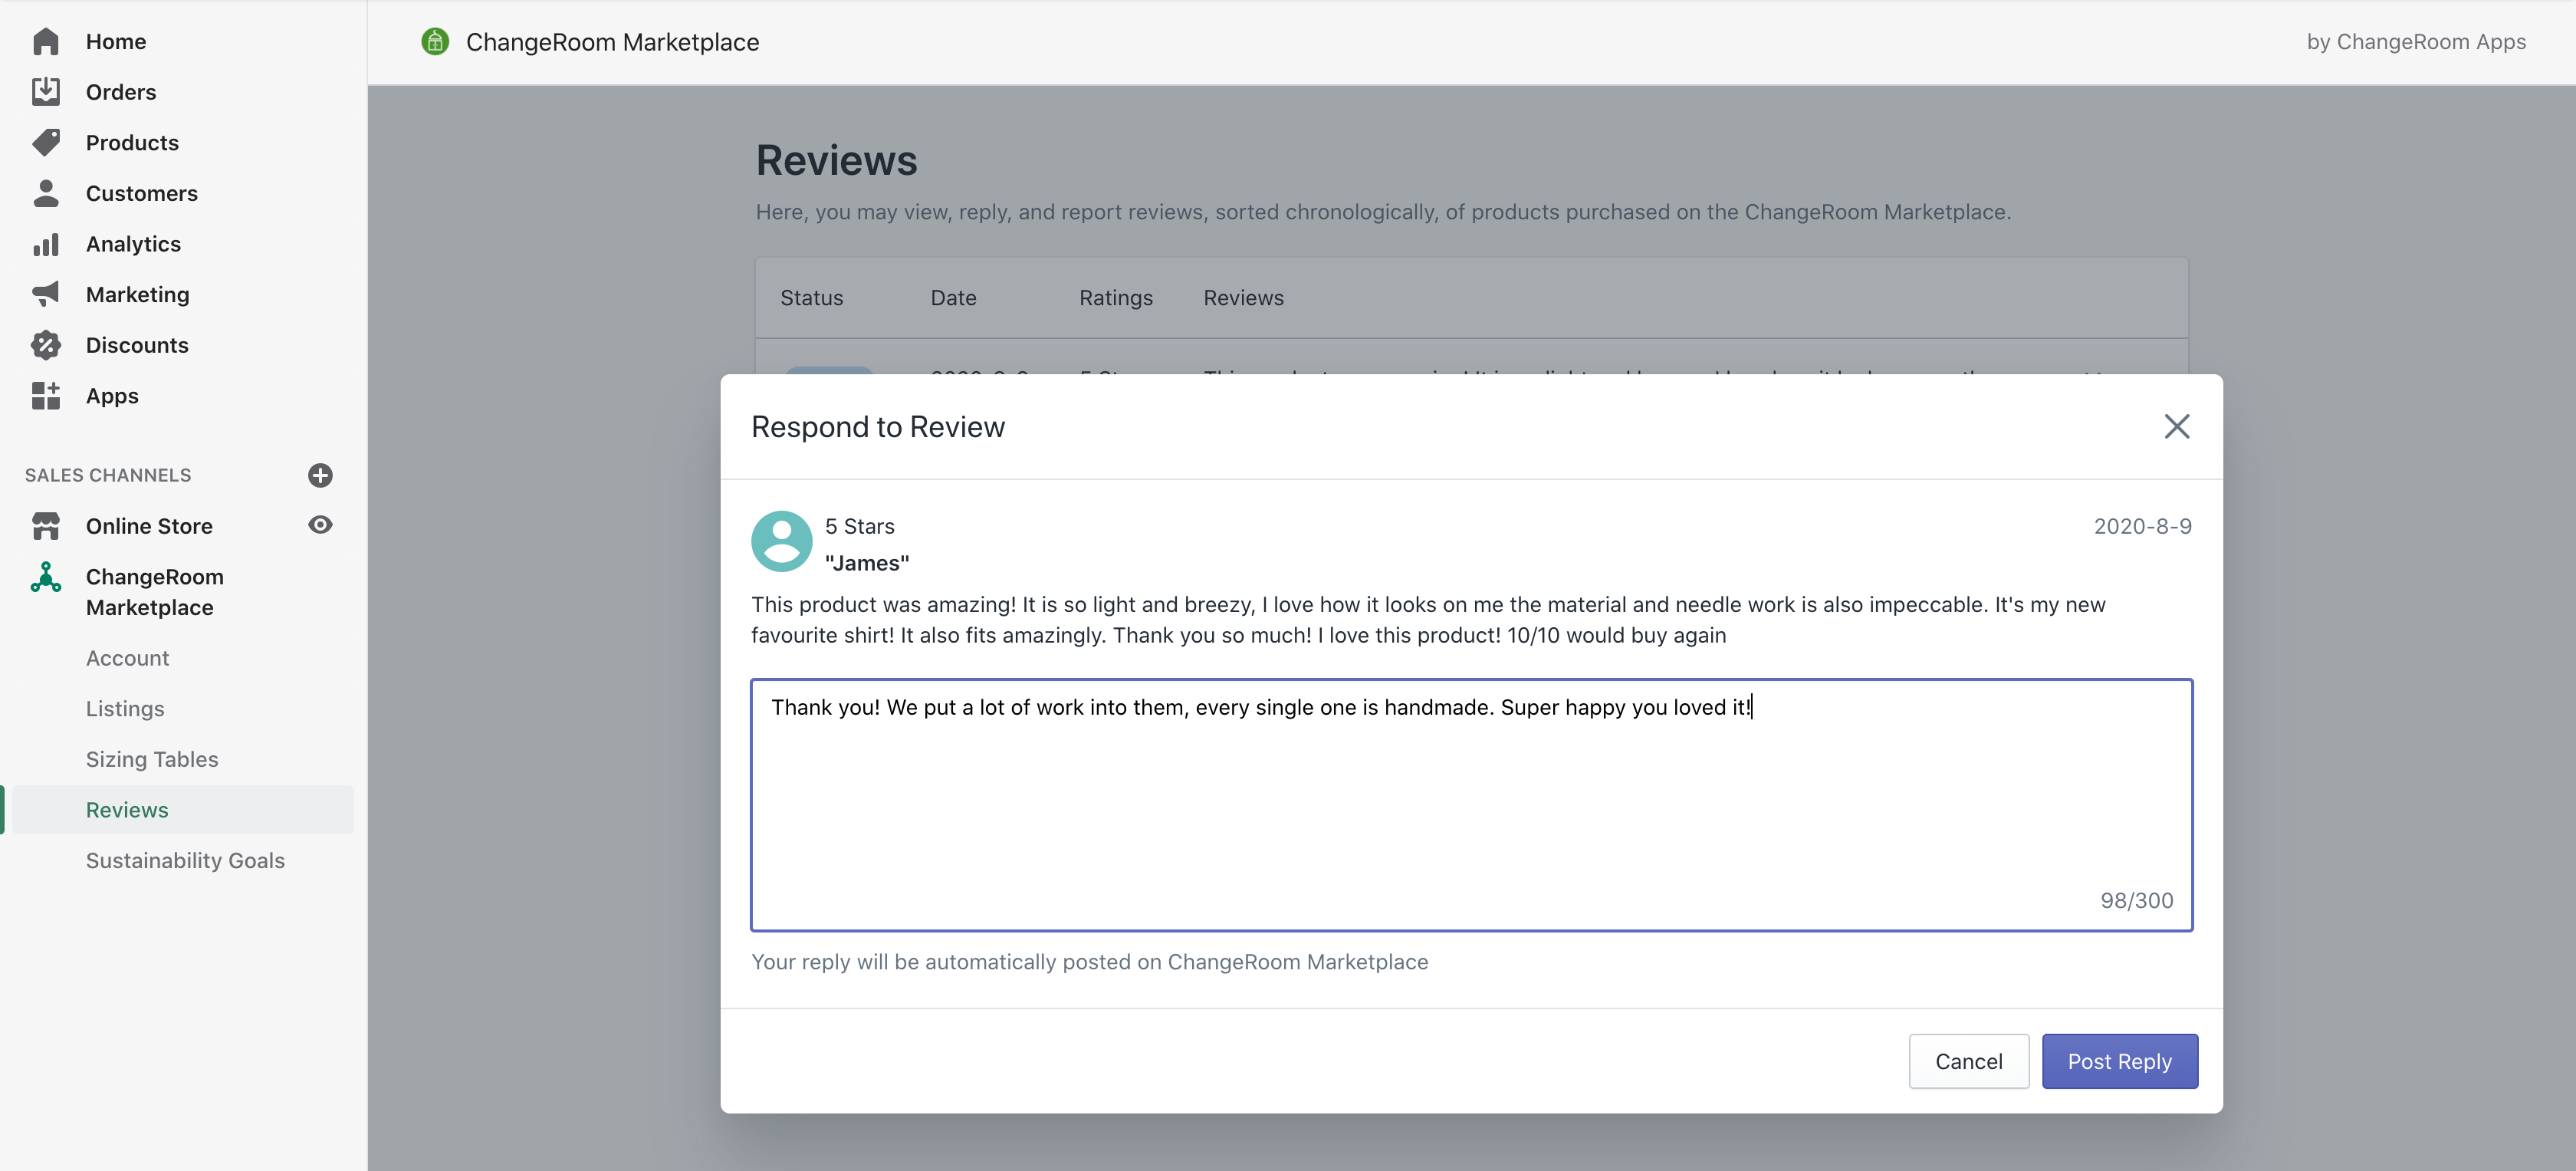 Home
Orders
Products
Customers
Analytics
Marketing
Discounts
Apps
SALES CHANNELS
Online Store
ChangeRoom
Marketplace
Account
Listings
Sizing Tables
Reviews
Sustainability Goals
ChangeRoom Marketplace
by ChangeRoom Apps
Reviews
Here, you may view, reply, and report reviews, sorted chronologically, of products purchased on the ChangeRoom Marketplace.
Status Date Ratings Reviews
Respond to Review
5 Stars 2020-8-9
"James"
This product was amazing! It is so light and breezy, I love how it looks on me the material and needle work is also impeccable. It's my new
favourite shirt! It also fits amazingly. Thank you so much! I love this product! 10/10 would buy again
Thank you! We put a lot of work into them, every single one is handmade. Super happy you loved it!
98/300
Your reply will be automatically posted on ChangeRoom Marketplace
Cancel Post Reply